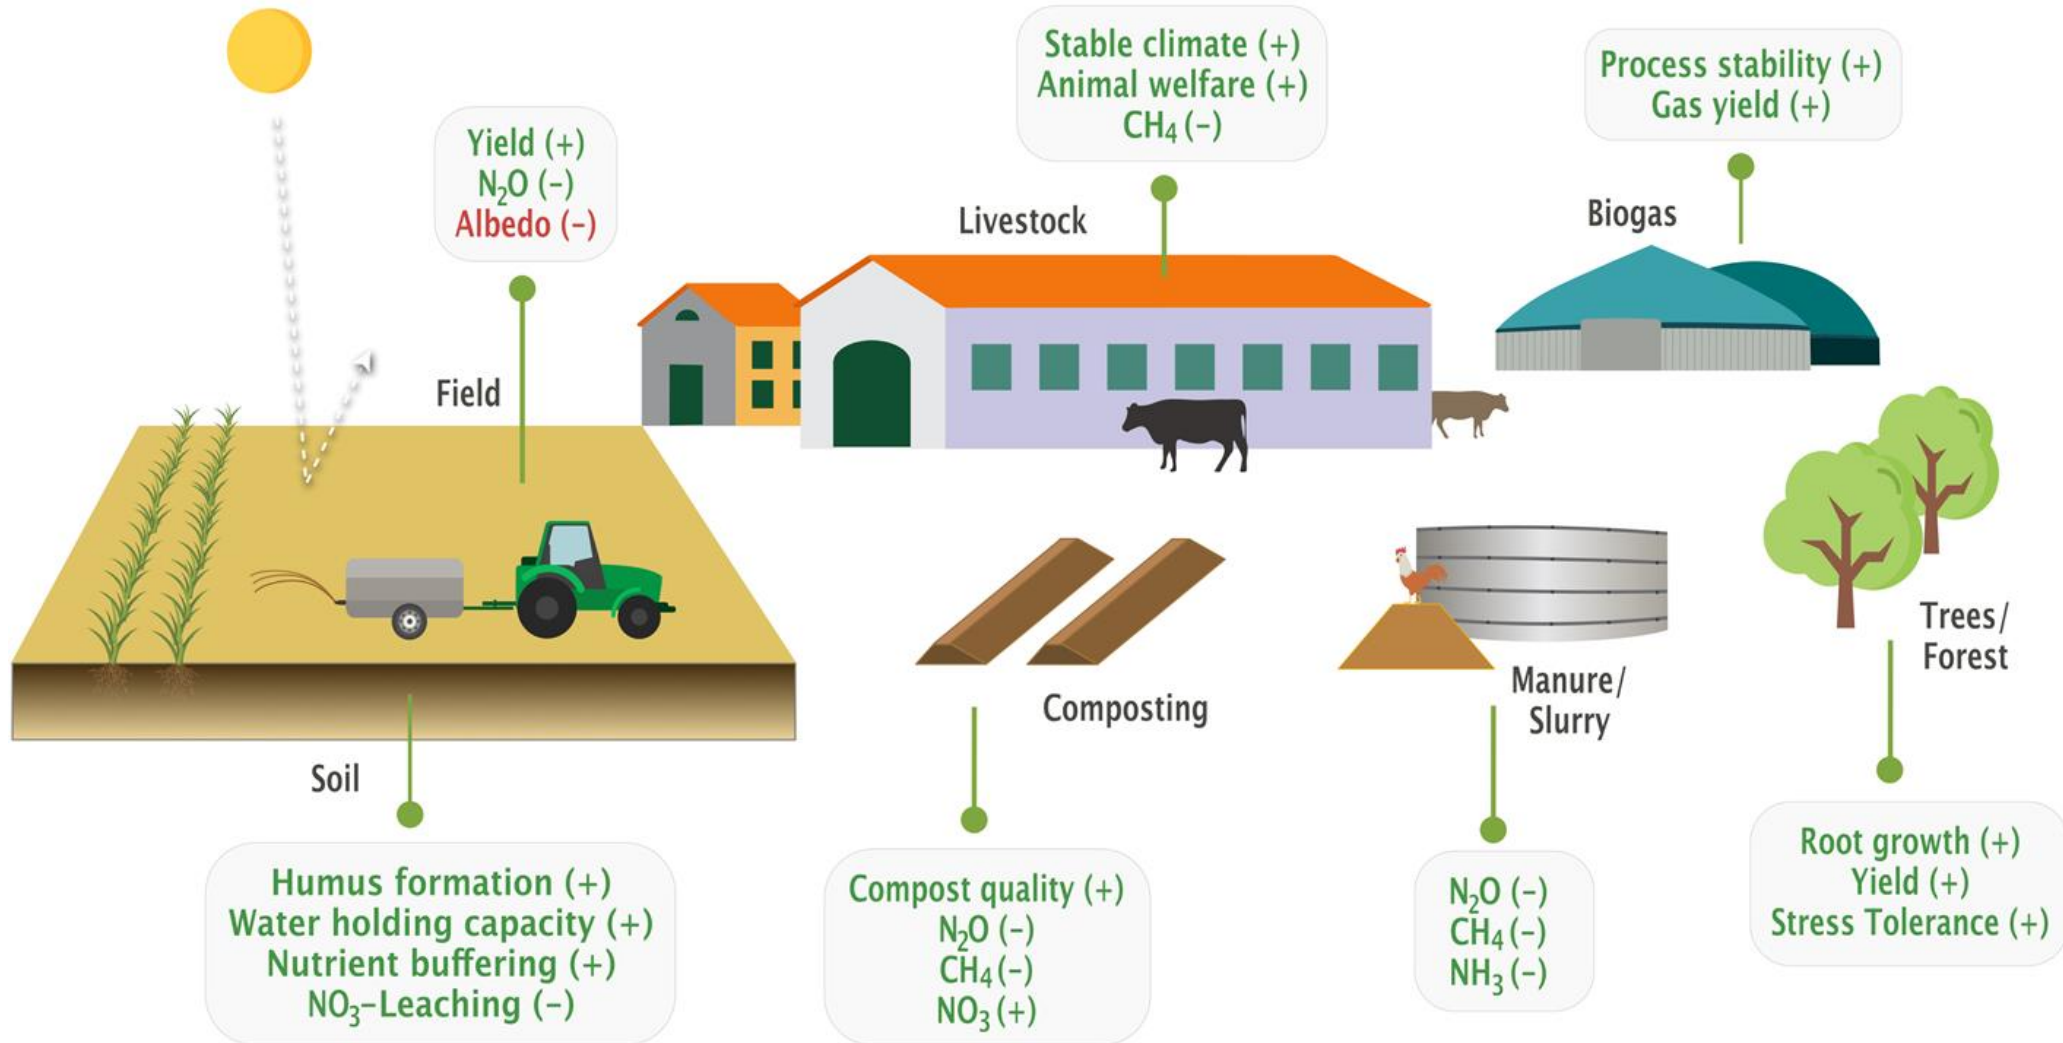 Stable climate (+)
Animal welfare (+)
CH₄ (–)
Process stability (+)
Gas yield (+)
Yield (+)
N₂O (–)
Albedo (–)
Livestock
Biogas
Field
Trees/
Forest
Manure/
Slurry
Composting
Soil
Humus formation (+)
Water holding capacity (+)
Nutrient buffering (+)
NO₃–Leaching (–)
Compost quality (+)
N₂O (–)
CH₄ (–)
NO₃ (+)
N₂O (–)
CH₄ (–)
NH₃ (–)
Root growth (+)
Yield (+)
Stress Tolerance (+)